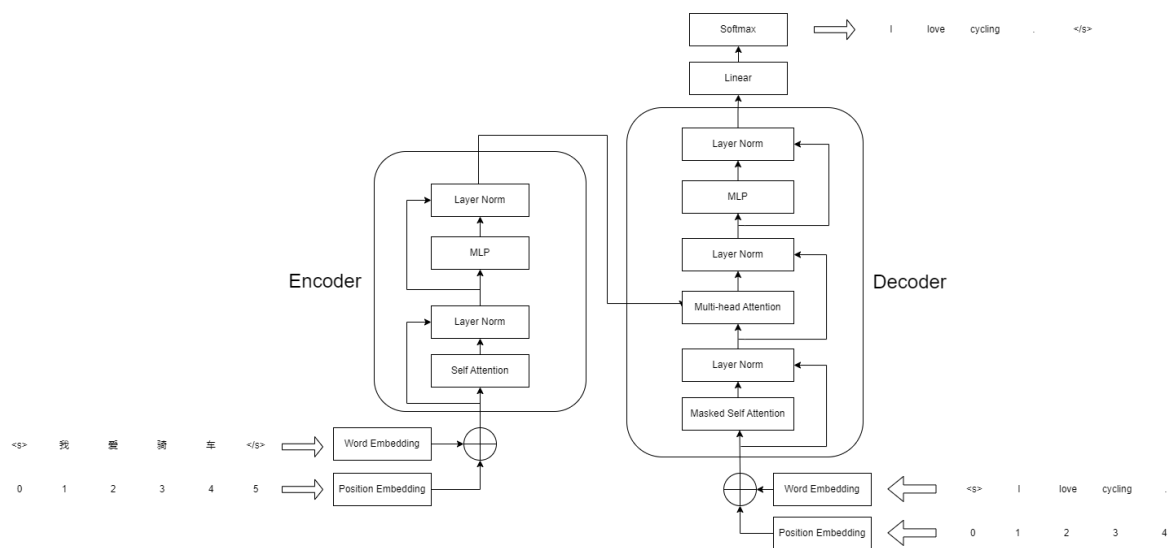 Softmax
I love cycling . </s>
Linear
Layer Norm
MLP
Layer Norm
Multi-head Attention
Layer Norm
Masked Self Attention
Decoder
Layer Norm
MLP
Layer Norm
Self Attention
Encoder
<s> 我 爱 骑 车 </s>
Word Embedding
0 1 2 3 4 5
Position Embedding
Word Embedding
<s> I love cycling .
Position Embedding
0 1 2 3 4